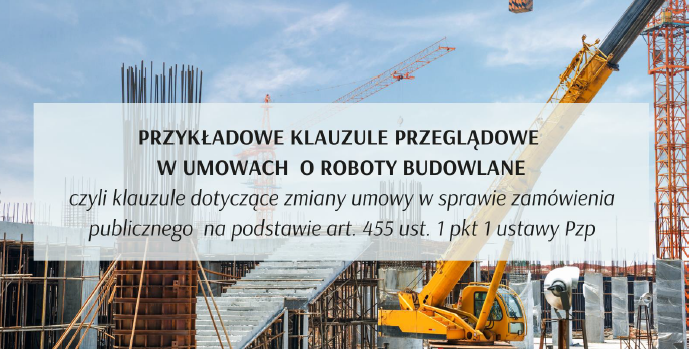 PRZYKŁADOWE KLAUZULE PRZEGLĄDOWE
W UMOWACH O ROBOTY BUDOWLANE
czyli klauzule dotyczące zmiany umowy w sprawie zamówienia
publicznego na podstawie art. 455 ust. 1 pkt 1 ustawy Pzp